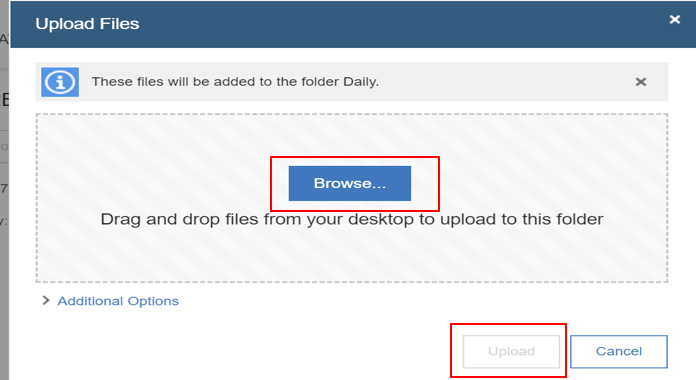 Upload Files
These files will be added to the folder Daily.
Browse...
Drag and drop files from your desktop to upload to this folder
Additional Options
Upload
Cancel